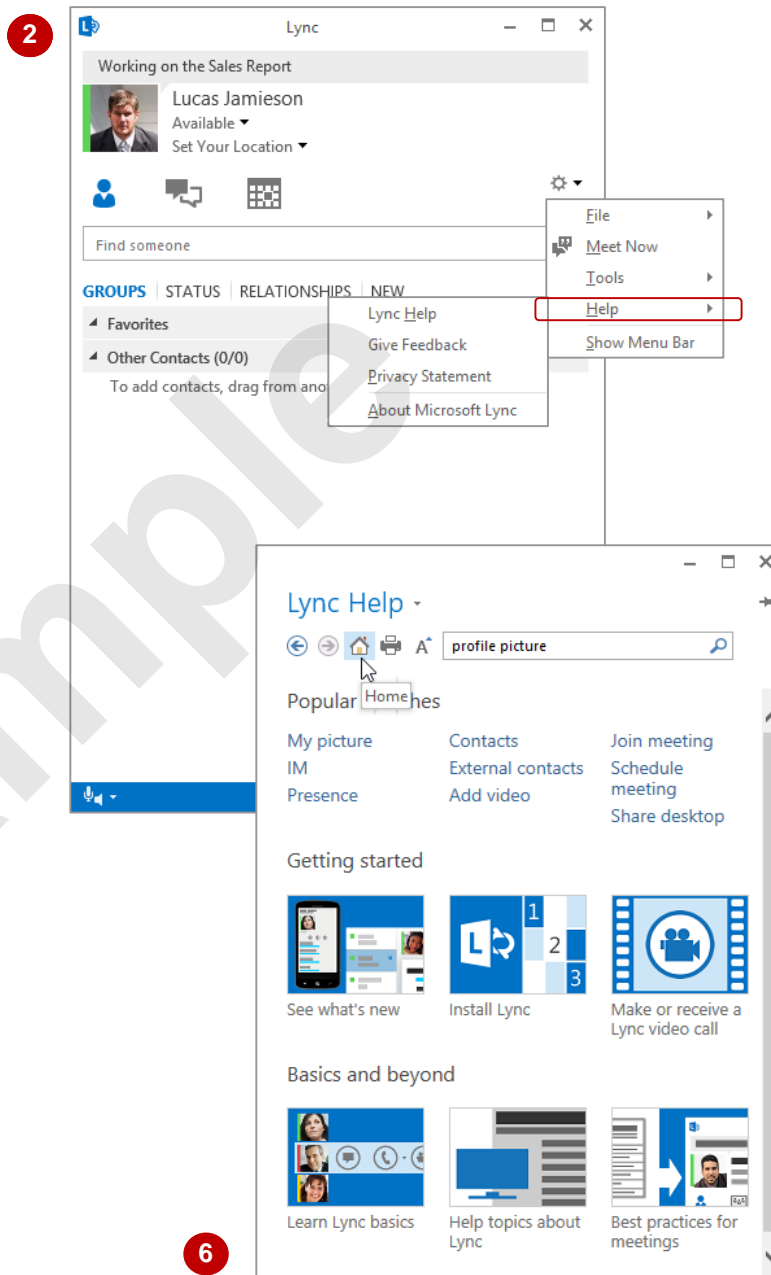 2
Lync
Working on the Sales Report
Lucas Jamieson
Available
Set Your Location
Find someone
GROUPS STATUS RELATIONSHIPS NEW
Favorites
Other Contacts (0/0)
To add contacts, drag from ano
File
Meet Now
Tools
Help
Show Menu Bar
Lync Help
Give Feedback
Privacy Statement
About Microsoft Lync
Lync Help
profile picture
Home
Popular hes
My picture Contacts Join meeting
IM External contacts Schedule
meeting
Presence Add video
Share desktop
Getting started
L
1
2
3
See what's new Install Lync Make or receive a
Lync video call
Basics and beyond
Learn Lync basics Help topics about Best practices for
Lync meetings
6
mple